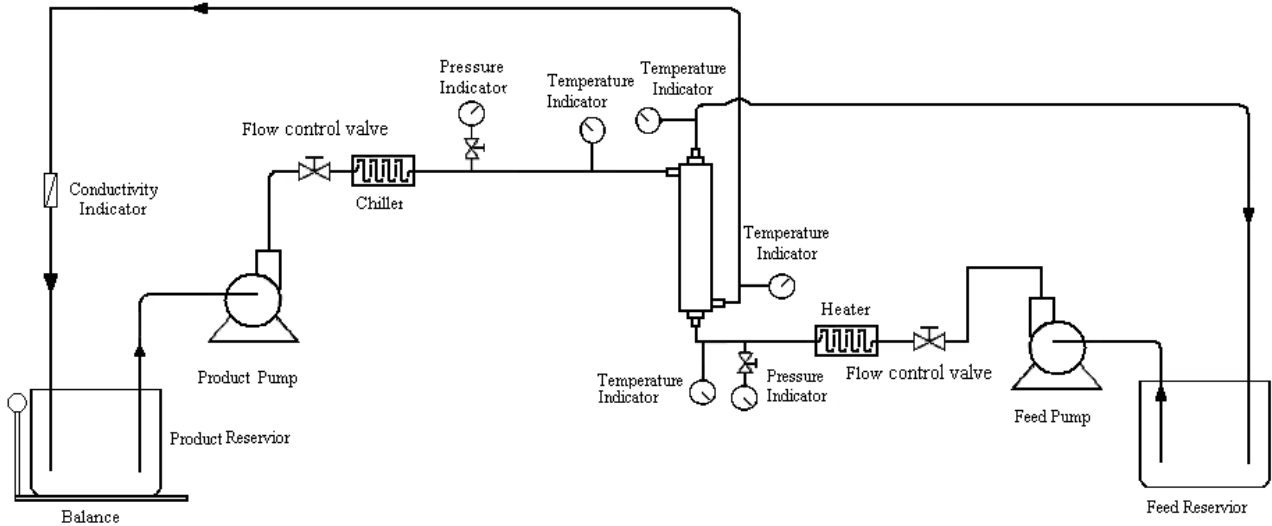 Pressure
Indicator
Temperature
Indicator
Temperature
Indicator
Flow control valve
Chiller
Conductivity
Indicator
Temperature
Indicator
Heater
Product Pump
Temperature
Indicator
Pressure
Indicator
Flow control valve
Feed Pump
Product Reservior
Balance
Feed Reservior